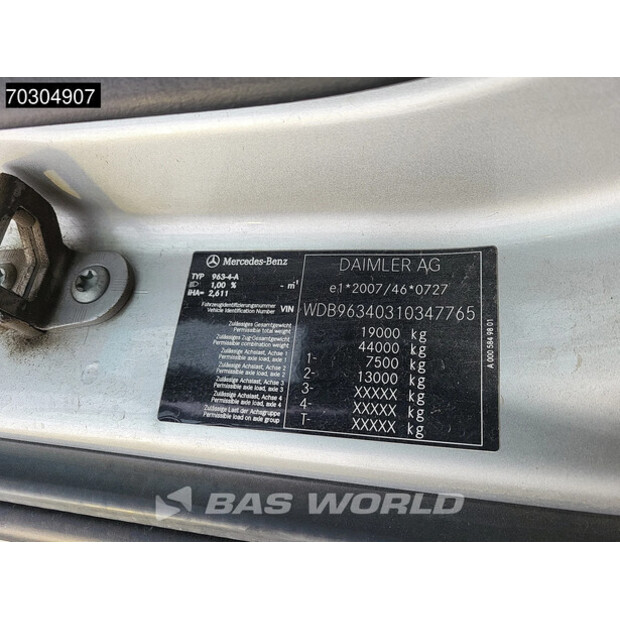 70304907
Mercedes-Benz
TYP 963-4-A
1,00 % - m¹
IHA= 2,611
Fahrzeugidentifizierungsnummer
Vehicle Identification Number VIN
DAIMLER AG
e1*2007/46*0727
WDB96340310347765
Zulässiges Gesamtgewicht
Permissible total weight 19000 kg
Zulässiges Zug-Gesamtgewicht
Permissible combination weight 44000 kg
Zulässige Achslast, Achse 1
Permissible axle load, axle 1 1- 7500 kg
Zulässige Achslast, Achse 2
Permissible axle load, axle 2 2- 13000 kg
Zulässige Achslast, Achse 3
Permissible axle load, axle 3 3- XXXXX kg
Zulässige Achslast, Achse 4
Permissible axle load, axle 4 4- XXXXX kg
Zulässige Last der Achsgruppe
Permissible load on axle group T- XXXXX kg
A 000 584 98 01
BAS WORLD